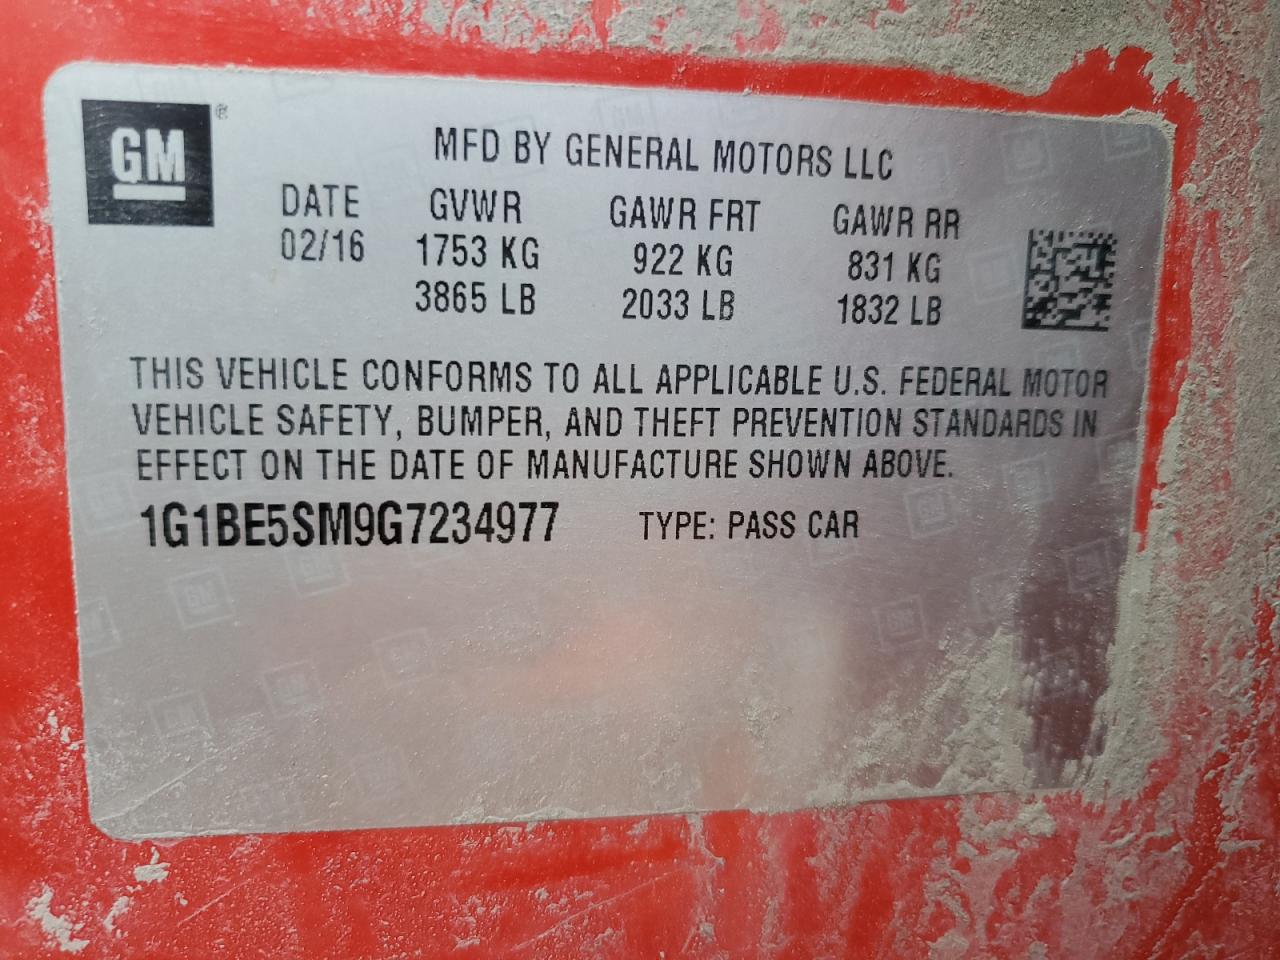 GM ®
MFD BY GENERAL MOTORS LLC
DATE GVWR GAWR FRT GAWR RR
02/16 1753 KG 922 KG 831 KG
3865 LB 2033 LB 1832 LB
THIS VEHICLE CONFORMS TO ALL APPLICABLE U.S. FEDERAL MOTOR
VEHICLE SAFETY, BUMPER, AND THEFT PREVENTION STANDARDS IN
EFFECT ON THE DATE OF MANUFACTURE SHOWN ABOVE.
1G1BE5SM9G7234977 TYPE: PASS CAR